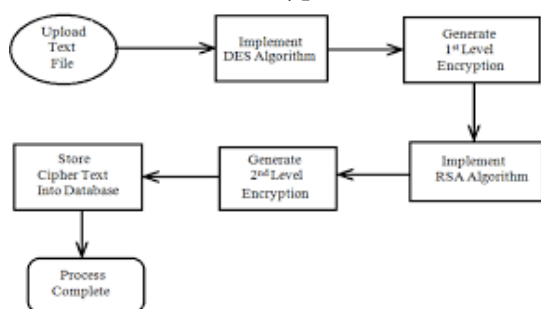 Upload
Text
File
Implement
DES Algorithm
Generate
1st Level
Encryption
Implement
RSA Algorithm
Generate
2nd Level
Encryption
Store
Cipher Text
Into Database
Process
Complete